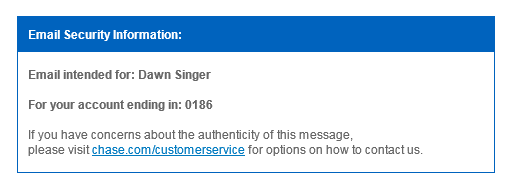 Email Security Information:
Email intended for: Dawn Singer
For your account ending in: 0186
If you have concerns about the authenticity of this message,
please visit chase.com/customerservice for options on how to contact us.